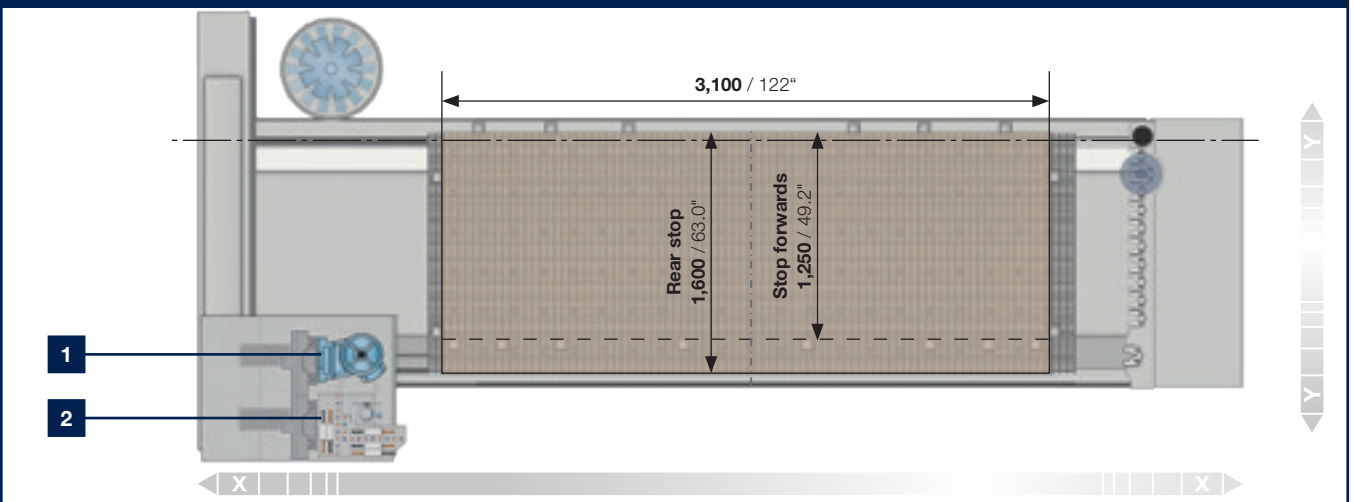 3,100 / 122“
Rear stop
1,600 / 63.0"
Stop forwards
1,250 / 49.2"
Y
1
2
Y
X
X